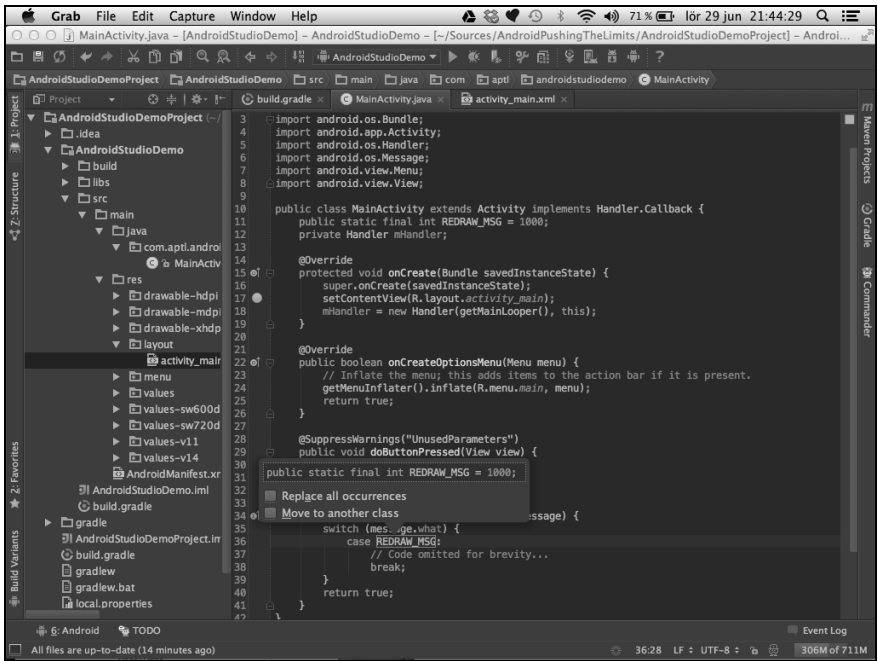 Grab File Edit Capture Window Help 71 % lör 29 jun 21:44:29
MainActivity.java – [AndroidStudioDemo] – AndroidStudioDemo – [~/Sources/AndroidPushingTheLimits/AndroidStudioDemoProject] – Androi...
AndroidStudioDemo
AndroidStudioDemoProject AndroidStudioDemo src main java com aptl androidstudiodemo MainActivity
Project
build.gradle MainActivity.java activity_main.xml
1: Project
Z: Structure
2: Favorites
Build Variants
AndroidStudioDemoProject (~/
.idea
AndroidStudioDemo
build
libs
src
main
java
com.aptl.androi
MainActiv
res
drawable-hdpi
drawable-mdpi
drawable-xhdp
layout
activity_main
menu
values
values-sw600d
values-sw720d
values-v11
values-v14
AndroidManifest.xr
AndroidStudioDemo.iml
build.gradle
gradle
AndroidStudioDemoProject.im
build.gradle
gradlew
gradlew.bat
local.properties
3 import android.os.Bundle;
4 import android.app.Activity;
5 import android.os.Handler;
6 import android.os.Message;
7 import android.view.Menu;
8 import android.view.View;
9
10 public class MainActivity extends Activity implements Handler.Callback {
11 public static final int REDRAW_MSG = 1000;
12 private Handler mHandler;
13
14 @Override
15 protected void onCreate(Bundle savedInstanceState) {
16 super.onCreate(savedInstanceState);
17 setContentView(R.layout.activity_main);
18 mHandler = new Handler(getMainLooper(), this);
19 }
20
21 @Override
22 public boolean onCreateOptionsMenu(Menu menu) {
23 // Inflate the menu; this adds items to the action bar if it is present.
24 getMenuInflater().inflate(R.menu.main, menu);
25 return true;
26 }
27
28 @SuppressWarnings("UnusedParameters")
29 public void doButtonPressed(View view) {
30
31 public static final int REDRAW_MSG = 1000;
32 Replace all occurrences
33 Move to another class
34 essage) {
35 switch (message.what) {
36 case REDRAW_MSG:
37 // Code omitted for brevity...
38 break;
39 }
40 return true;
41 }
42 }
Maven Projects
Gradle
Commander
6: Android TODO Event Log
All files are up-to-date (14 minutes ago) 36:28 LF UTF-8 306M of 711M